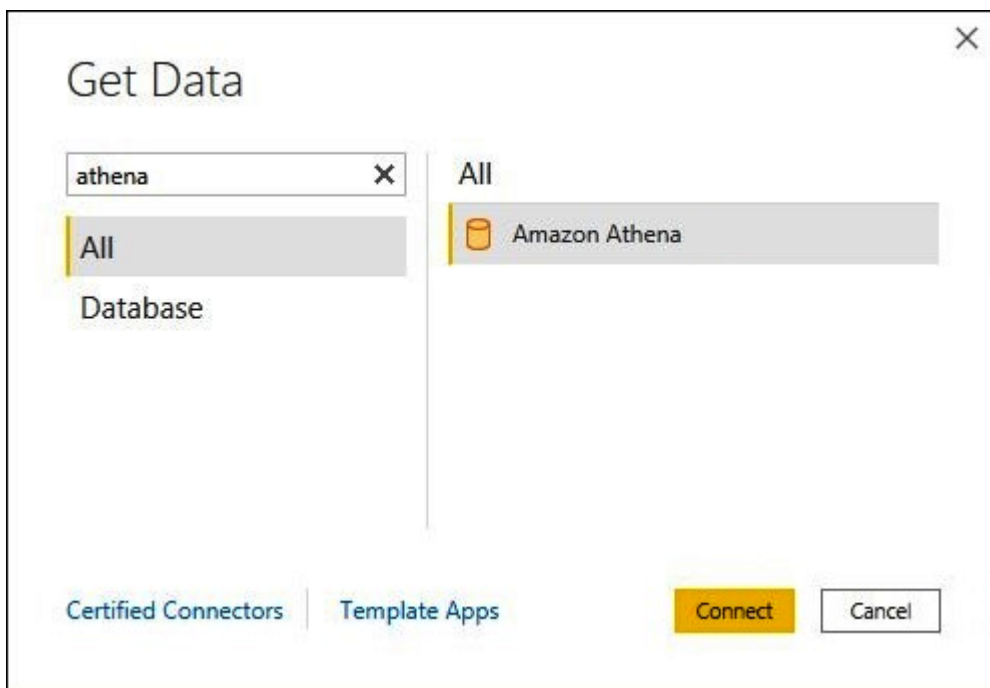 Get Data
athena
All
Database
All
Amazon Athena
Certified Connectors
Template Apps
Connect
Cancel